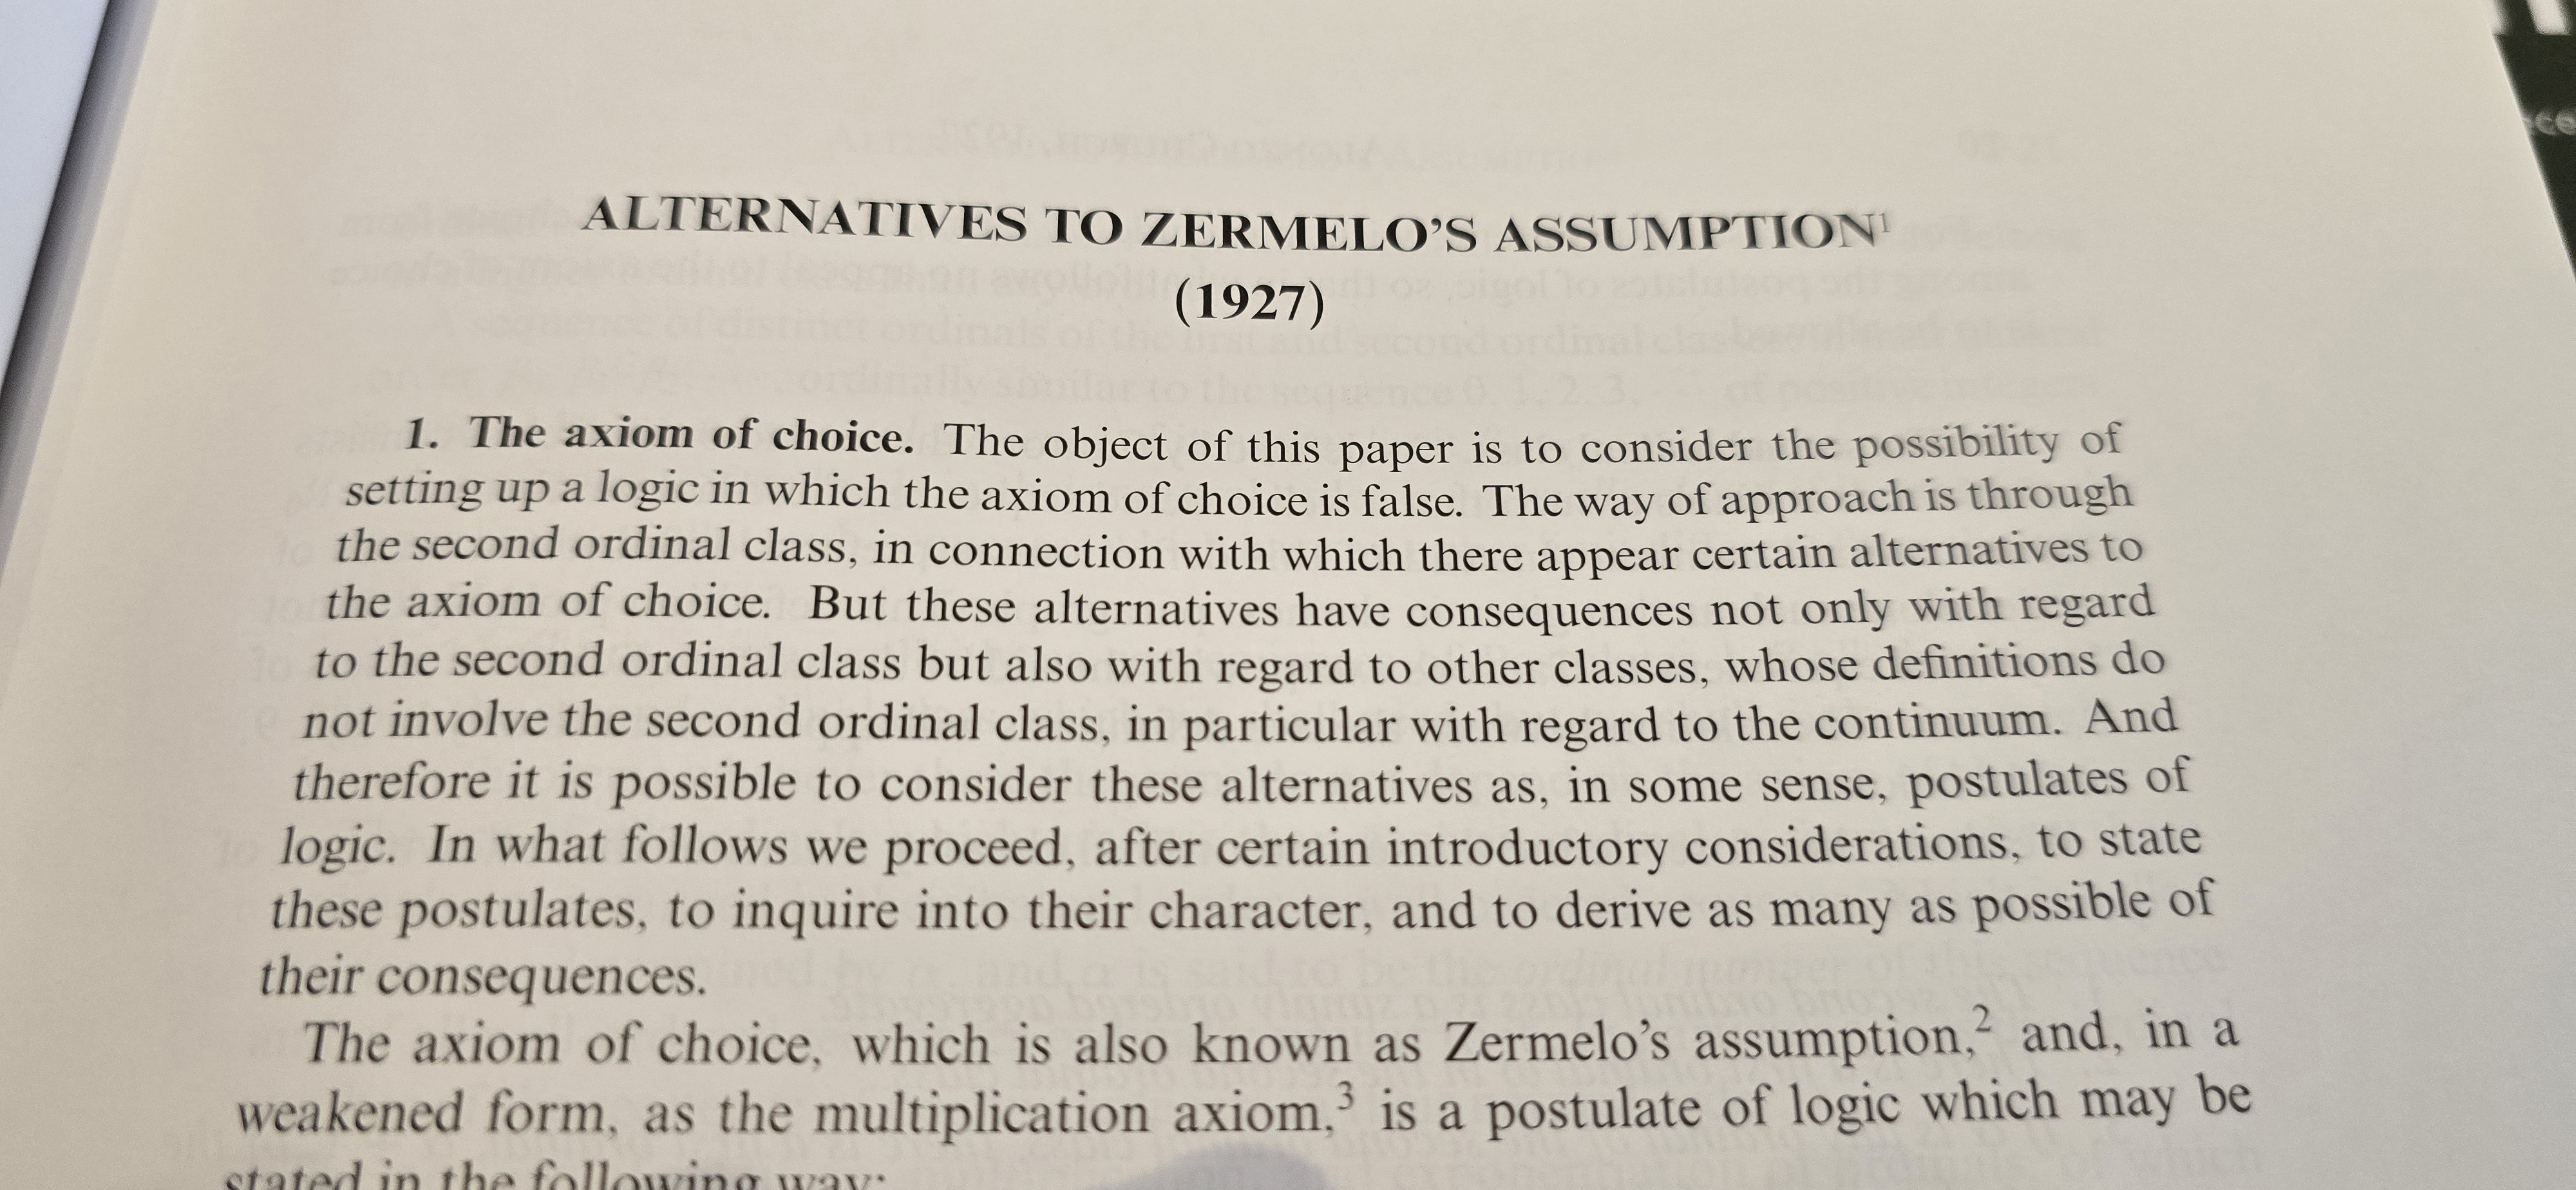 ALTERNATIVES TO ZERMELO’S ASSUMPTION¹
(1927)
1. The axiom of choice. The object of this paper is to consider the possibility of
setting up a logic in which the axiom of choice is false. The way of approach is through
the second ordinal class, in connection with which there appear certain alternatives to
the axiom of choice. But these alternatives have consequences not only with regard
to the second ordinal class but also with regard to other classes, whose definitions do
not involve the second ordinal class, in particular with regard to the continuum. And
therefore it is possible to consider these alternatives as, in some sense, postulates of
logic. In what follows we proceed, after certain introductory considerations, to state
these postulates, to inquire into their character, and to derive as many as possible of
their consequences.
The axiom of choice, which is also known as Zermelo’s assumption,² and, in a
weakened form, as the multiplication axiom,³ is a postulate of logic which may be
stated in the following way: